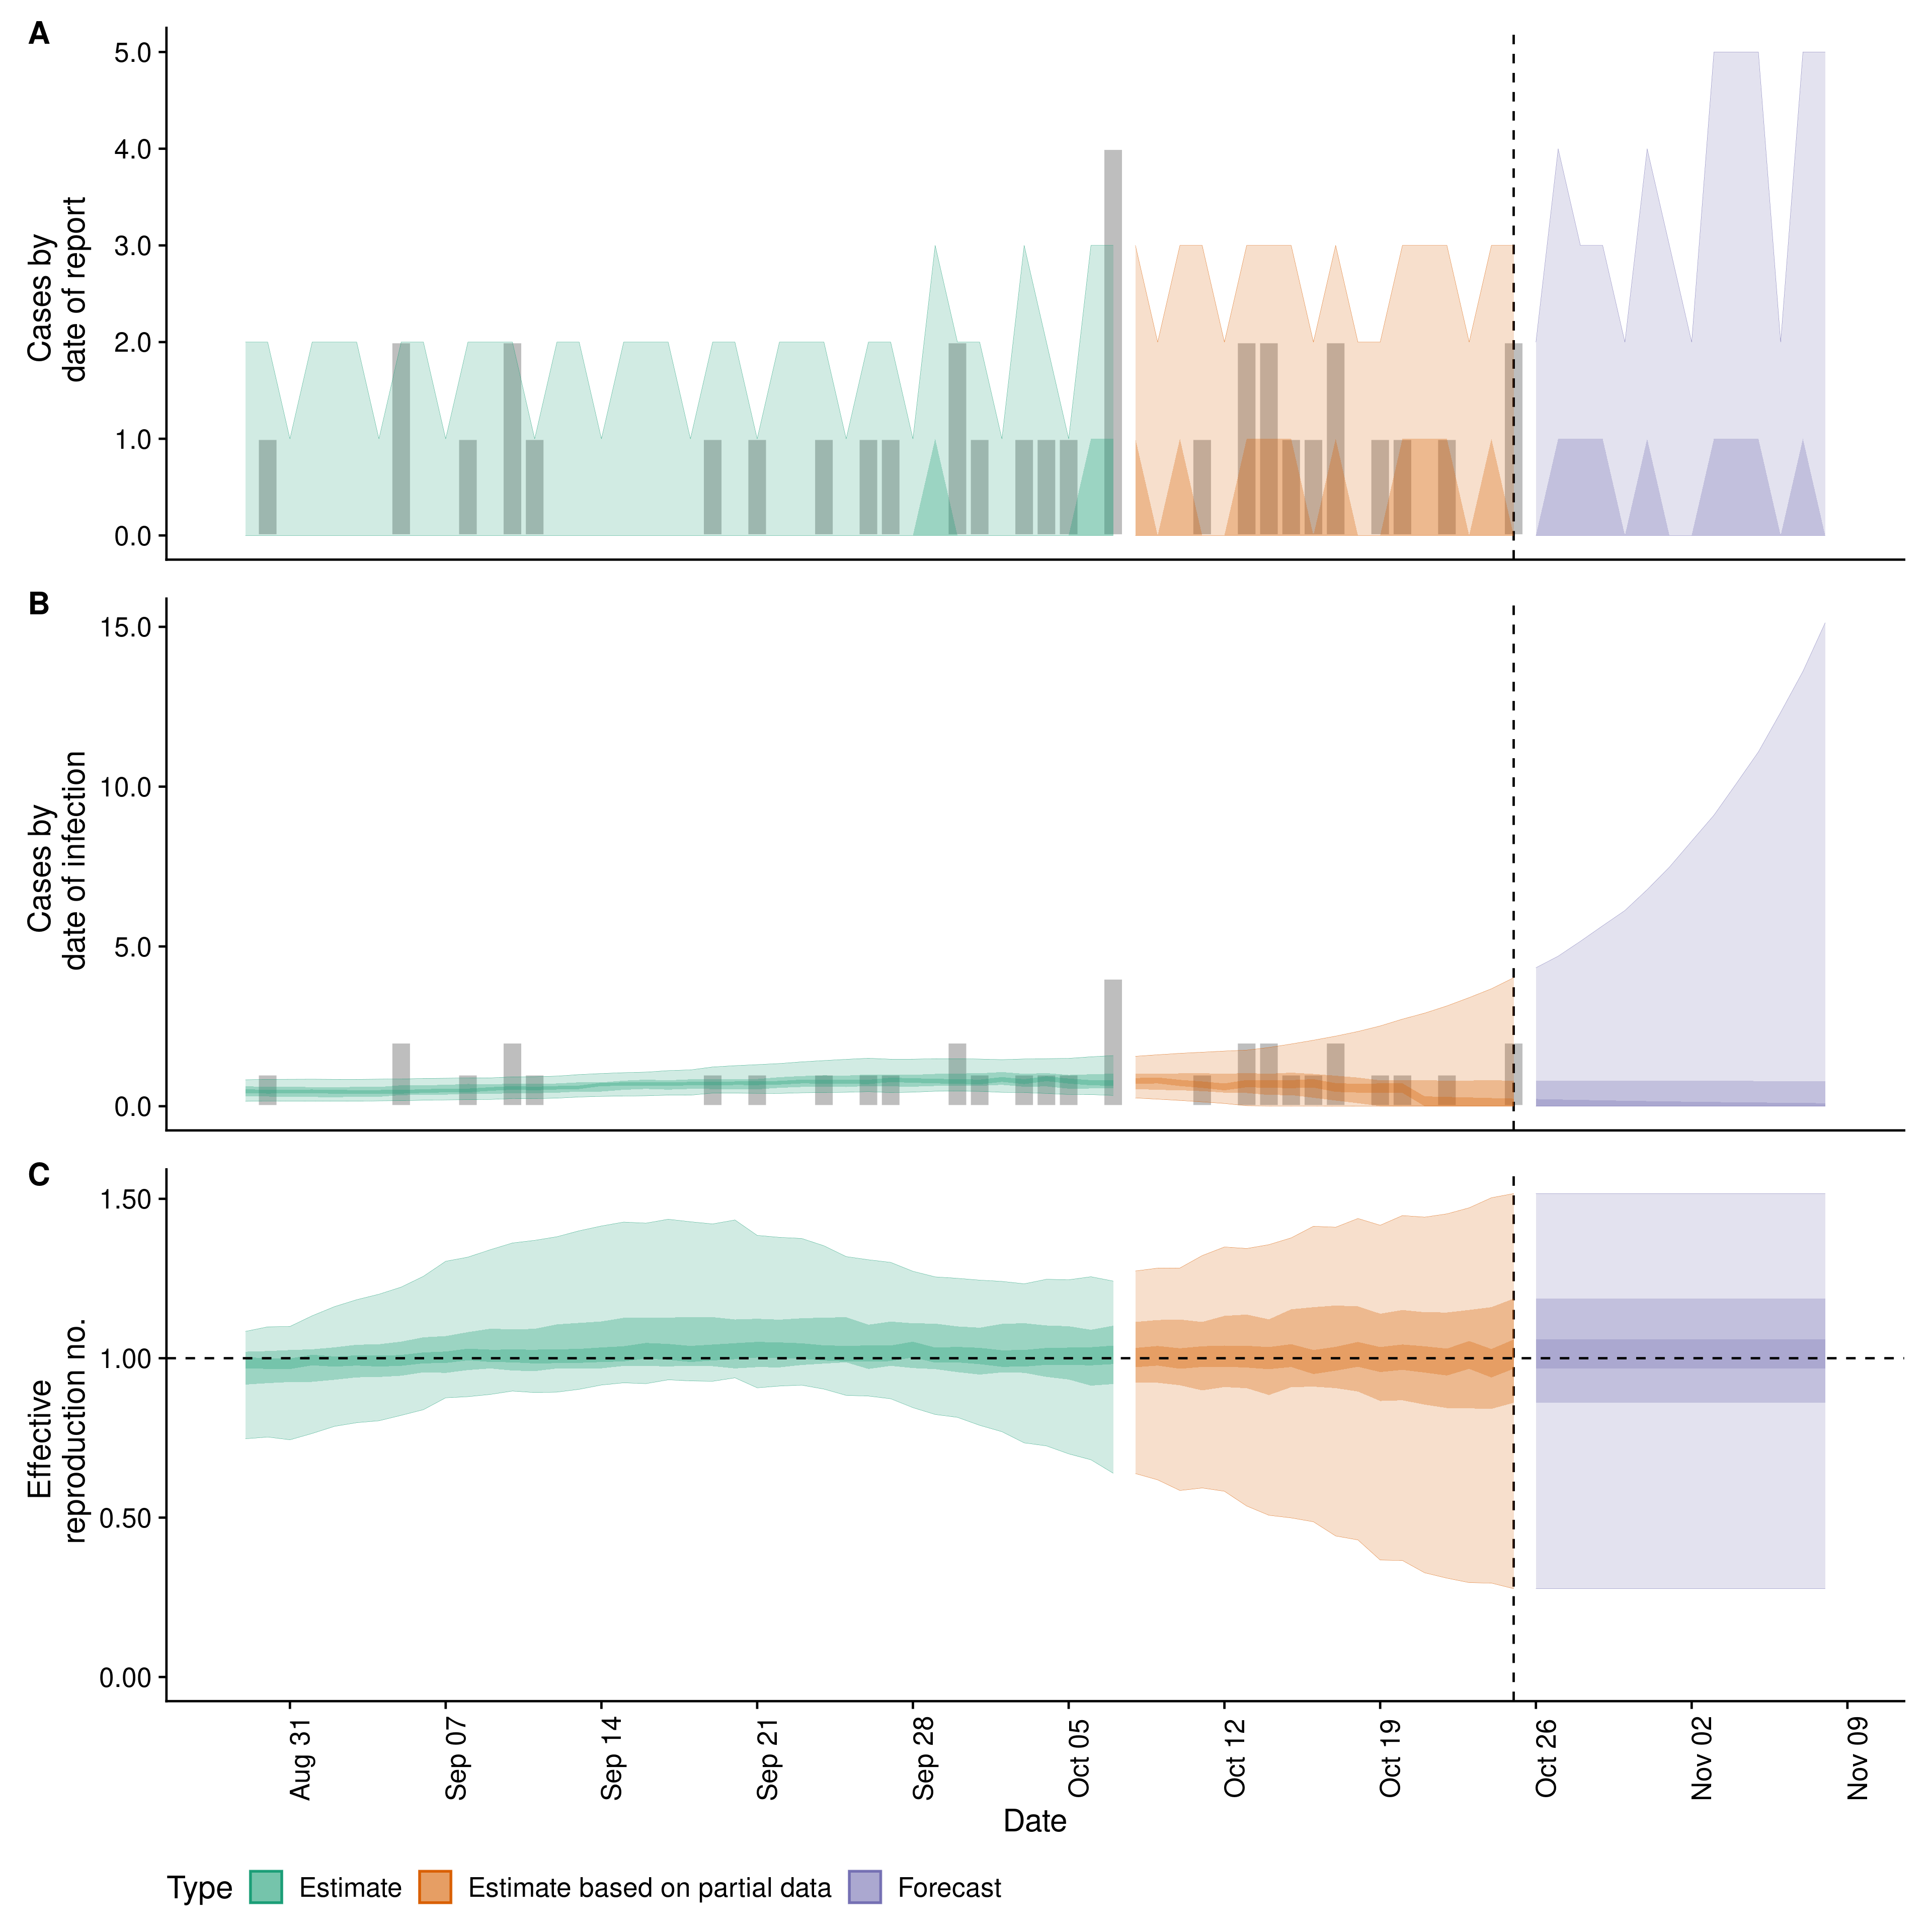 A
5.0
4.0
3.0
2.0
1.0
0.0
Cases by
date of report
B
15.0
10.0
5.0
0.0
Cases by
date of infection
C
1.50
1.00
0.50
0.00
Effective
reproduction no.
Aug 31
Sep 07
Sep 14
Sep 21
Sep 28
Oct 05
Oct 12
Oct 19
Oct 26
Nov 02
Nov 09
Date
Type
Estimate
Estimate based on partial data
Forecast